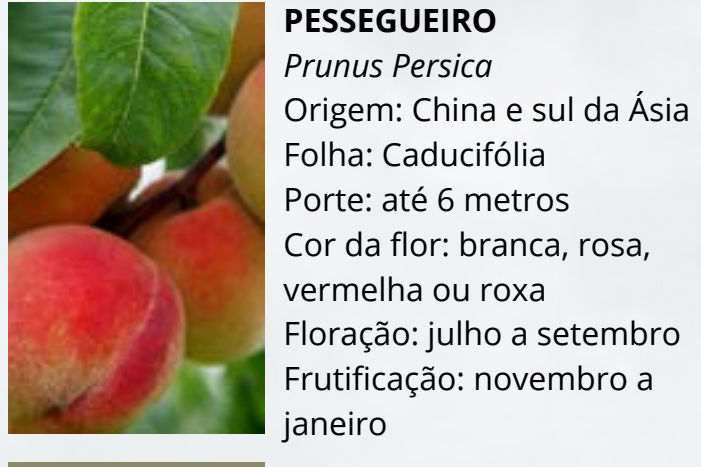 PESSEGUEIRO
Prunus Persica
Origem: China e sul da Ásia
Folha: Caducifólia
Porte: até 6 metros
Cor da flor: branca, rosa,
vermelha ou roxa
Floração: julho a setembro
Frutificação: novembro a
janeiro